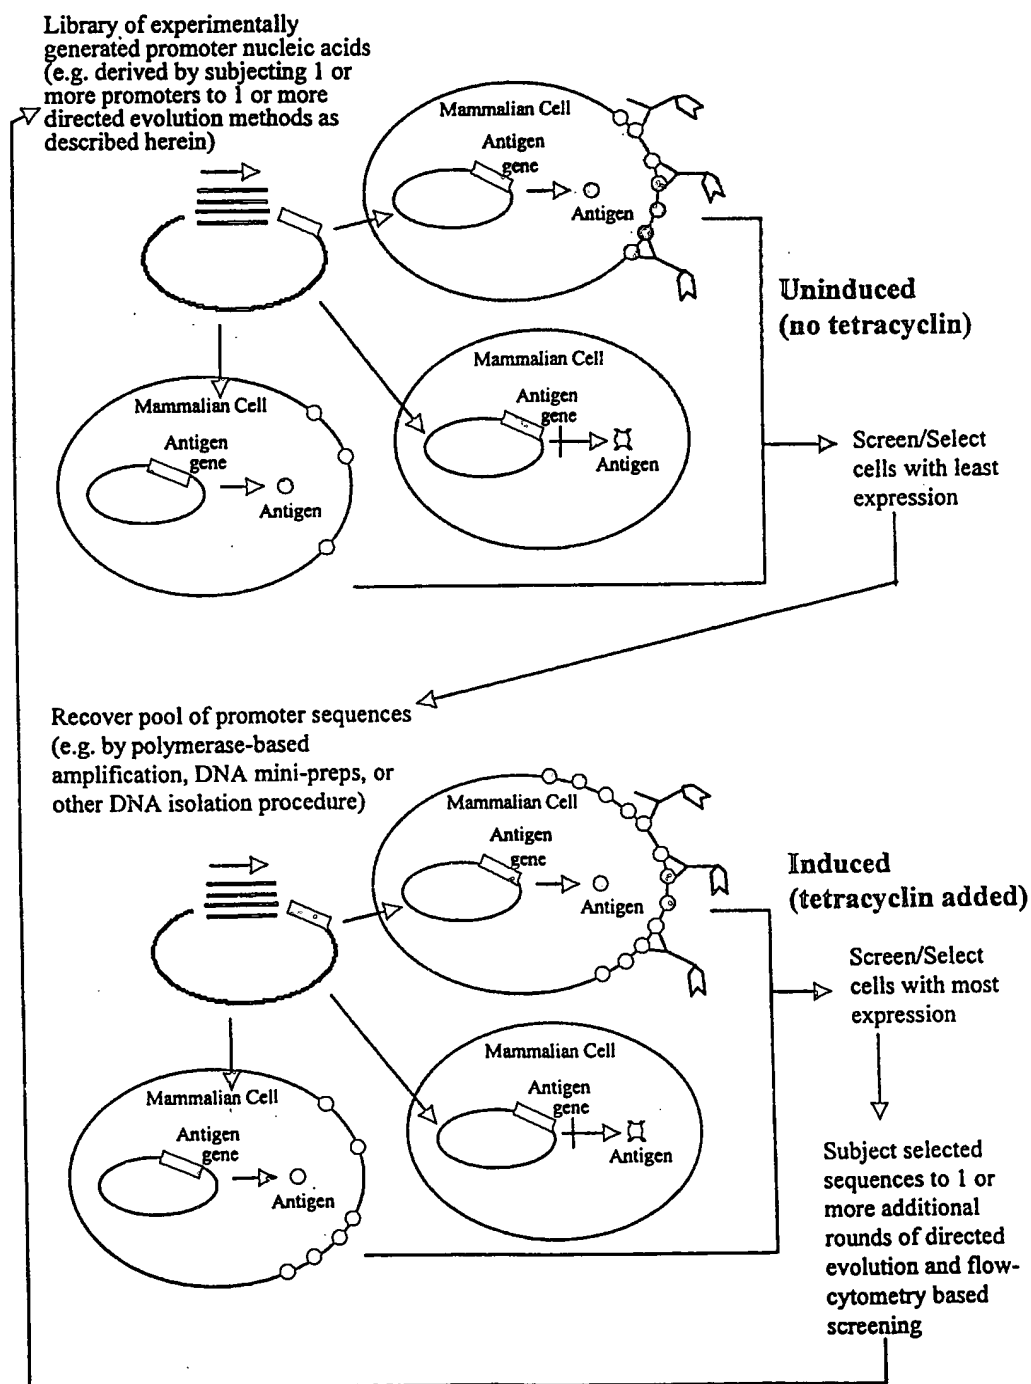 Library of experimentally
generated promoter nucleic acids
(e.g. derived by subjecting 1 or
more promoters to 1 or more
directed evolution methods as
described herein)
Mammalian Cell
Antigen
gene
Antigen
Uninduced
(no tetracyclin)
Mammalian Cell
Antigen
gene
Antigen
Mammalian Cell
Antigen
gene
Antigen
Screen/Select
cells with least
expression
Recover pool of promoter sequences
(e.g. by polymerase-based
amplification, DNA mini-preps, or
other DNA isolation procedure)
Mammalian Cell
Antigen
gene
Antigen
Induced
(tetracyclin added)
Screen/Select
cells with most
expression
Mammalian Cell
Antigen
gene
Antigen
Mammalian Cell
Antigen
gene
Antigen
Subject selected
sequences to 1 or
more additional
rounds of directed
evolution and flow-
cytometry based
screening